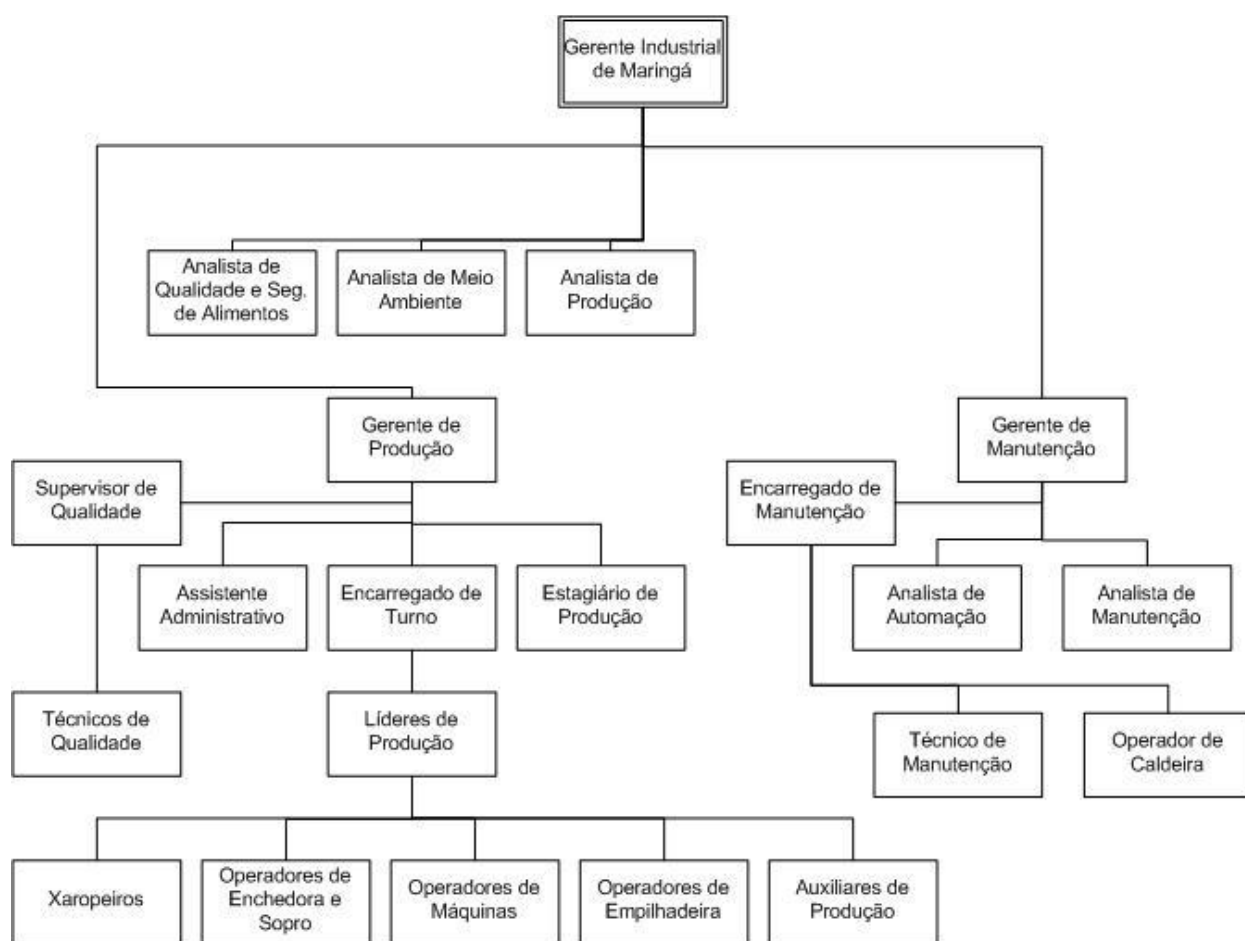 Gerente Industrial
de Maringá
Analista de
Qualidade e Seg.
de Alimentos
Analista de Meio
Ambiente
Analista de
Produção
Gerente de
Produção
Gerente de
Manutenção
Supervisor de
Qualidade
Encarregado de
Manutenção
Assistente
Administrativo
Encarregado de
Turno
Estagiário de
Produção
Analista de
Automação
Analista de
Manutenção
Técnicos de
Qualidade
Líderes de
Produção
Técnico de
Manutenção
Operador de
Caldeira
Xaropeiros
Operadores de
Enchedora e
Sopro
Operadores de
Máquinas
Operadores de
Empilhadeira
Auxiliares de
Produção